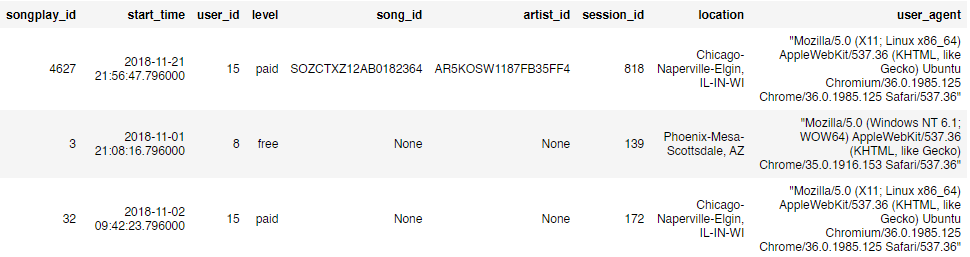 songplay_id start_time user_id level song_id artist_id session_id location user_agent
"Mozilla/5.0 (X11; Linux x86_64)
Chicago- AppleWebKit/537.36 (KHTML, like
4627 2018-11-21 15 paid SOZCTXZ12AB0182364 AR5KOSW1187FB35FF4 818 Naperville-Elgin, Gecko) Ubuntu
21:56:47.796000 IL-IN-WI Chromium/36.0.1985.125
Chrome/36.0.1985.125 Safari/537.36"
"Mozilla/5.0 (Windows NT 6.1;
3 2018-11-01 8 free None None 139 Phoenix-Mesa- WOW64) AppleWebKit/537.36
21:08:16.796000 Scottsdale, AZ (KHTML, like Gecko)
Chrome/35.0.1916.153 Safari/537.36"
"Mozilla/5.0 (X11; Linux x86_64)
Chicago- AppleWebKit/537.36 (KHTML, like
32 2018-11-02 15 paid None None 172 Naperville-Elgin, Gecko) Ubuntu
09:42:23.796000 IL-IN-WI Chromium/36.0.1985.125
Chrome/36.0.1985.125 Safari/537.36"